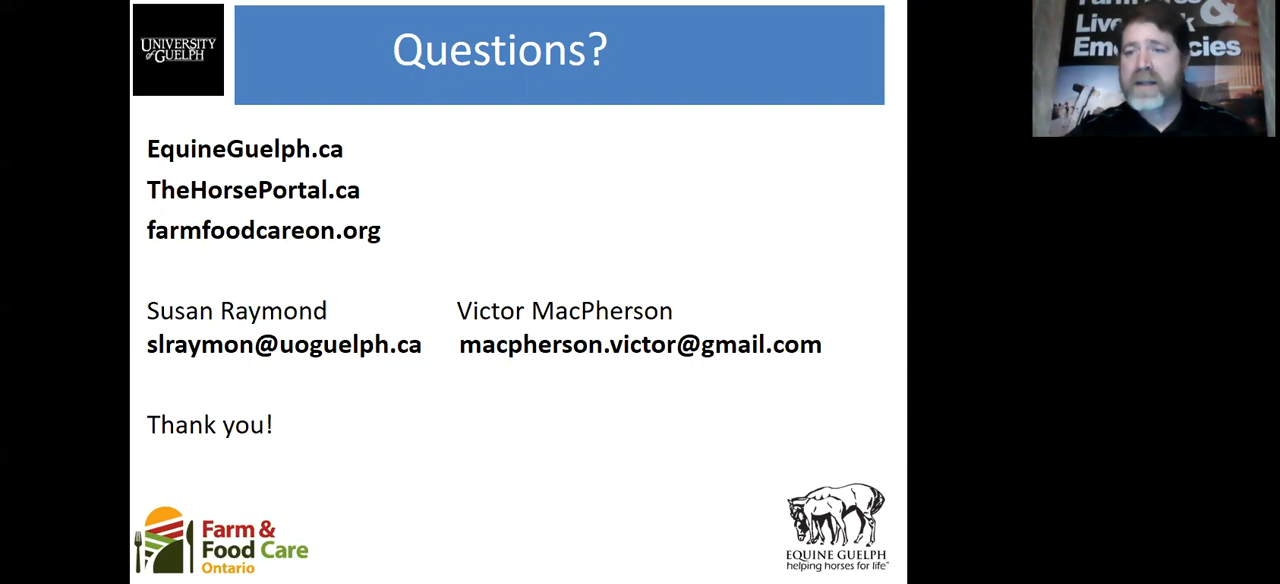 UNIVERSITY
of GUELPH
Questions?
EquineGuelph.ca
TheHorsePortal.ca
farmfoodcareon.org
Susan Raymond
Victor MacPherson
slraymon@uoguelph.ca
macpherson.victor@gmail.com
Thank you!
Farm &
Food Care
Ontario
EQUINE GUELPH
helping horses for life™
&